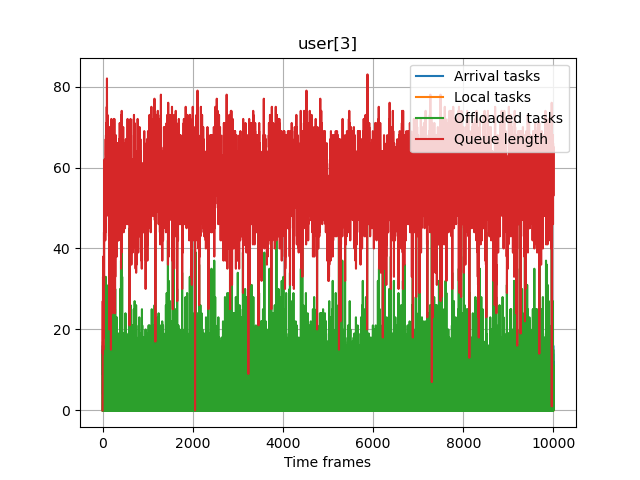 user[3]
Arrival tasks
Local tasks
Offloaded tasks
Queue length
80
60
40
20
0
0 2000 4000 6000 8000 10000
Time frames